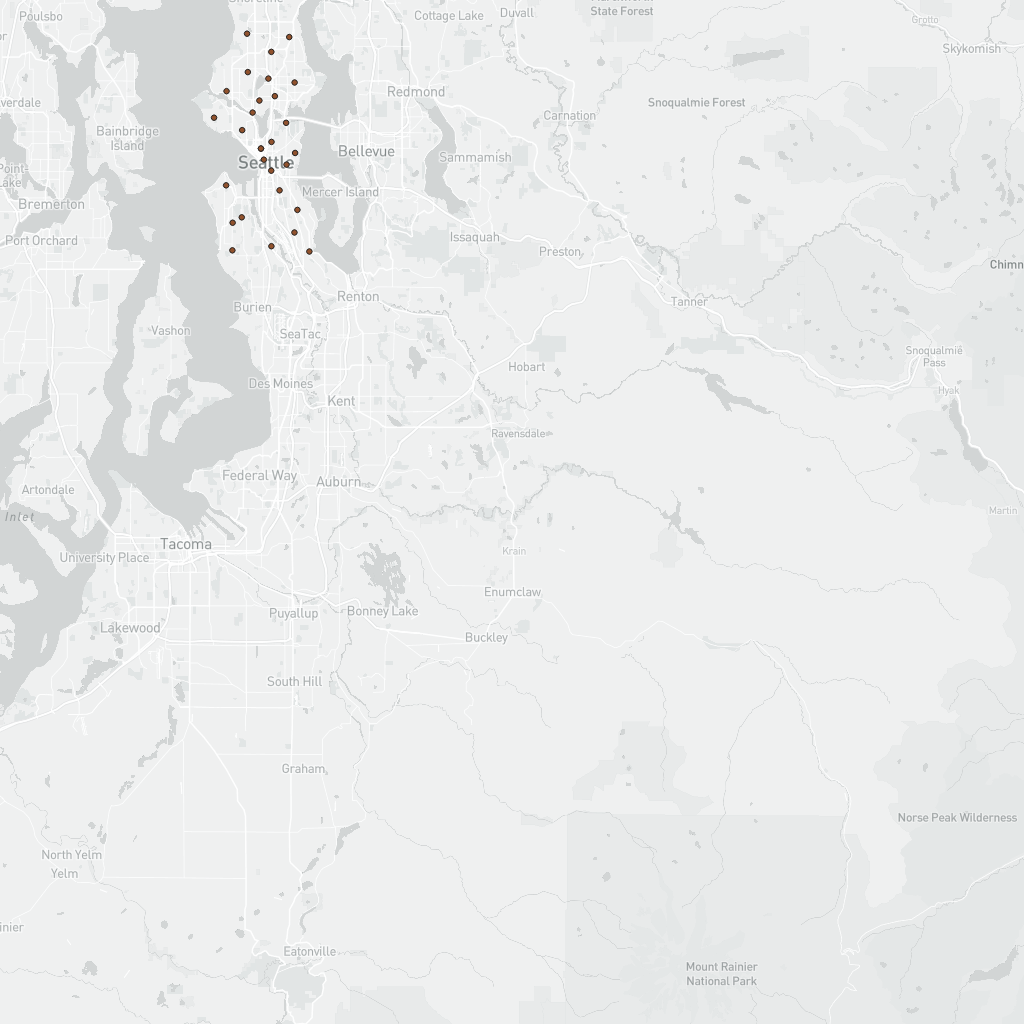 Shoreline
Poulsbo
Cottage Lake
Duvall
State Forest
Grotto
Skykomish
Redmond
Snoqualmie Forest
Carnation
Bainbridge
Island
Seattle
Bellevue
Sammamish
Point-
Lake
Mercer Island
Bremerton
Port Orchard
Issaquah
Preston
Chimn
Burien
Renton
Tanner
Vashon
SeaTac
Snoqualmie
Pass
Hobart
Des Moines
Hyak
Kent
Ravensdale
Federal Way
Auburn
Artondale
Inlet
Martin
Tacoma
University Place
Krain
Enumclaw
Puyallup
Bonney Lake
Lakewood
Buckley
South Hill
Graham
Norse Peak Wilderness
North Yelm
Yelm
inier
Eatonville
Mount Rainier
National Park